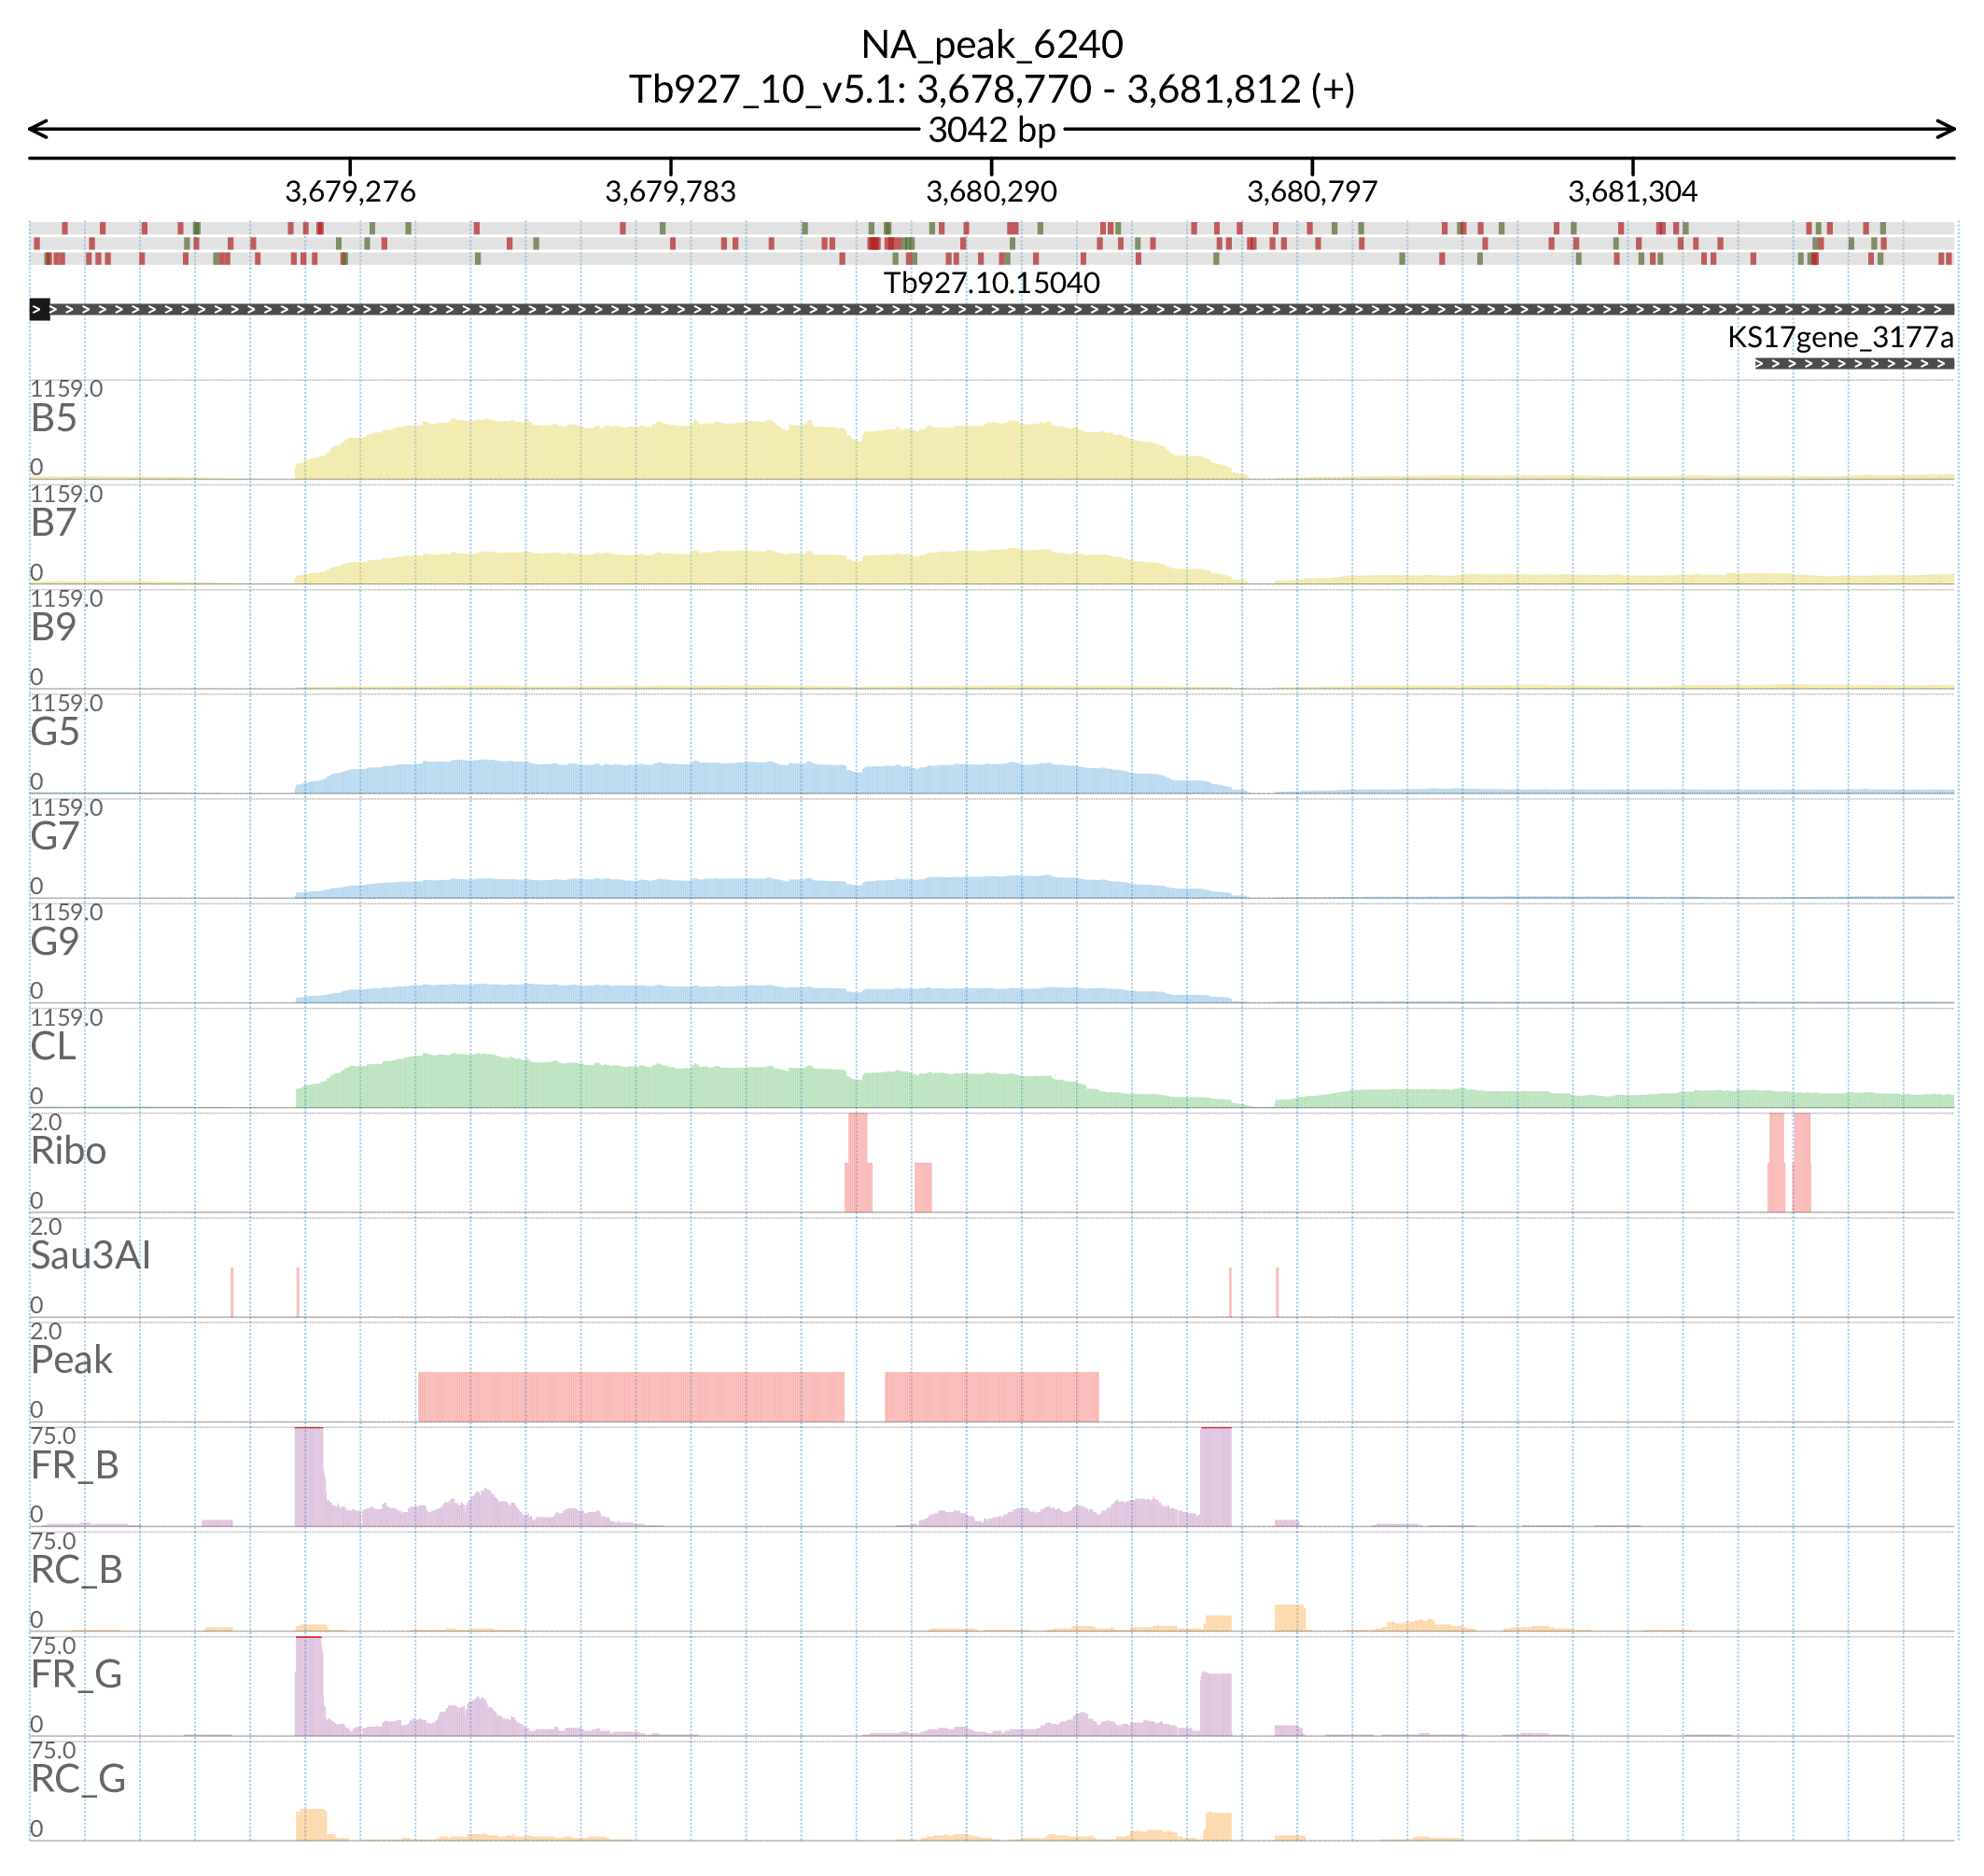 NA_peak_6240
Tb927_10_v5.1: 3,678,770 - 3,681,812 (+)
3042 bp
3,679,276 3,679,783 3,680,290 3,680,797 3,681,304
Tb927.10.15040
KS17gene_3177a
1159.0
B5
0
1159.0
B7
0
1159.0
B9
0
1159.0
G5
0
1159.0
G7
0
1159.0
G9
0
1159.0
CL
0
2.0
Ribo
0
2.0
Sau3AI
0
2.0
Peak
0
75.0
FR_B
0
75.0
RC_B
0
75.0
FR_G
0
75.0
RC_G
0